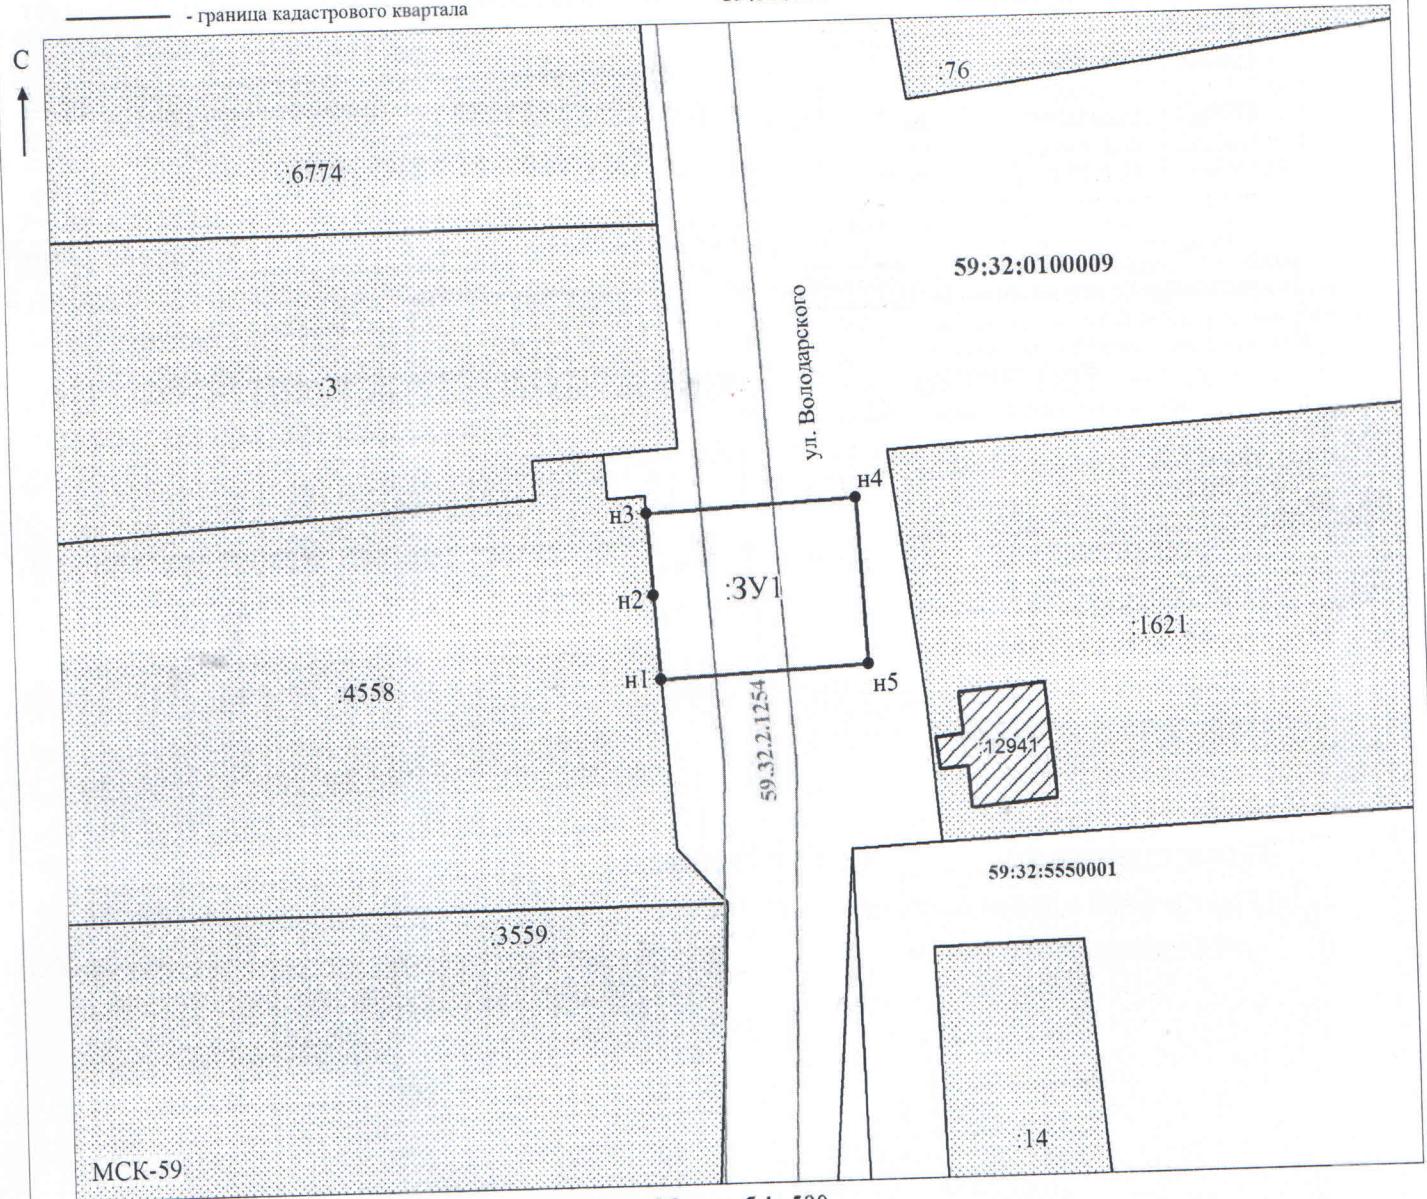 - граница кадастрового квартала
С
:76
:6774
59:32:0100009
ул. Володарского
:3
н4
н3
:ЗУ1
н2
:1621
н1
н5
:4558
59.32.2.1254
:12941
59:32:5550001
:3559
:14
МСК-59